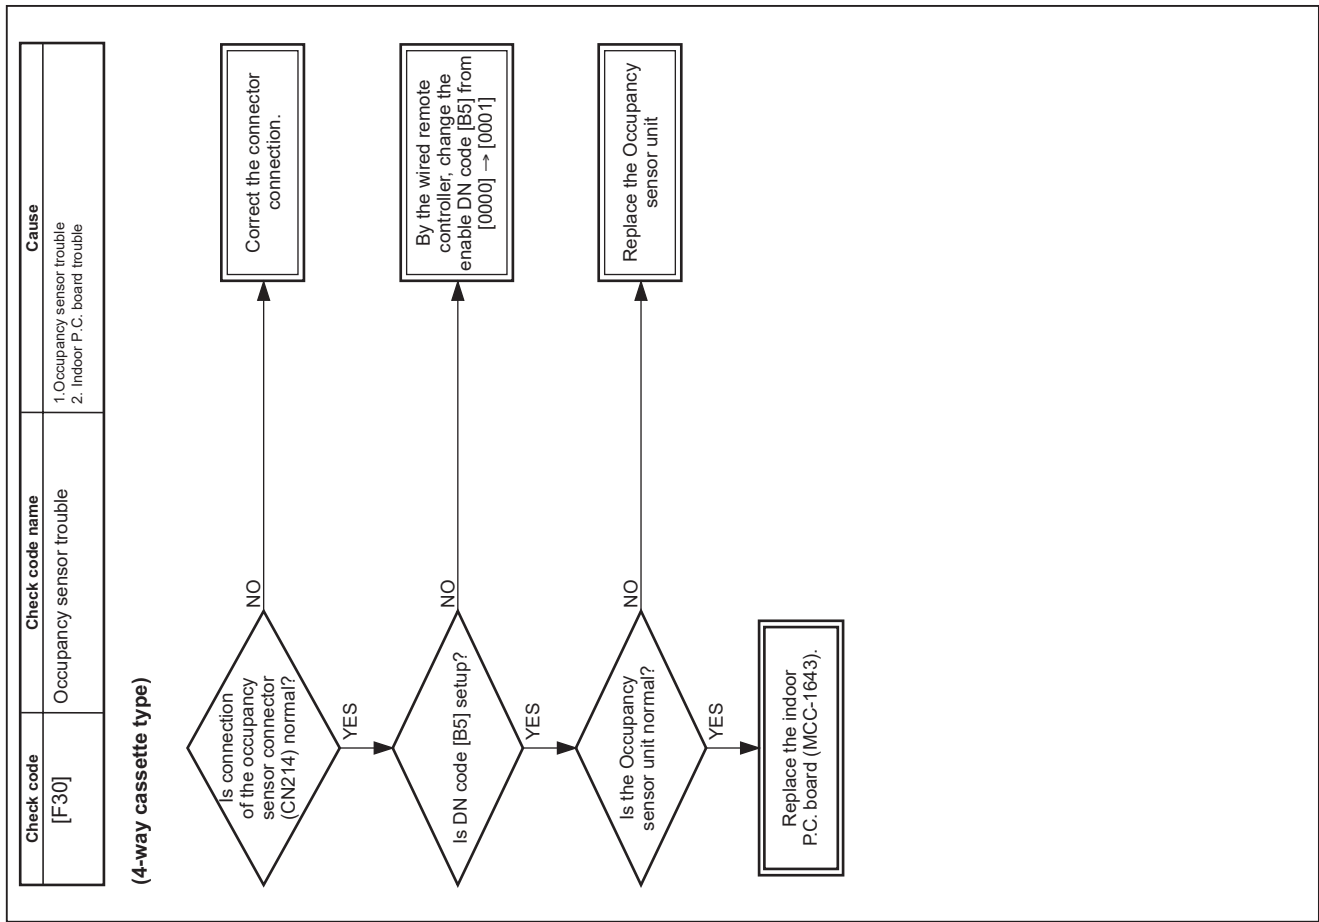 Check code
Check code name
Cause
[F30]
Occupancy sensor trouble
1.Occupancy sensor trouble
2. Indoor P.C. board trouble
(4-way cassette type)
Is connection
of the occupancy
sensor connector
(CN214) normal?
NO
Correct the connector
connection.
YES
Is DN code [B5] setup?
NO
By the wired remote
controller, change the
enable DN code [B5] from
[0000] → [0001]
YES
Is the Occupancy
sensor unit normal?
NO
Replace the Occupancy
sensor unit
YES
Replace the indoor
P.C. board (MCC-1643).